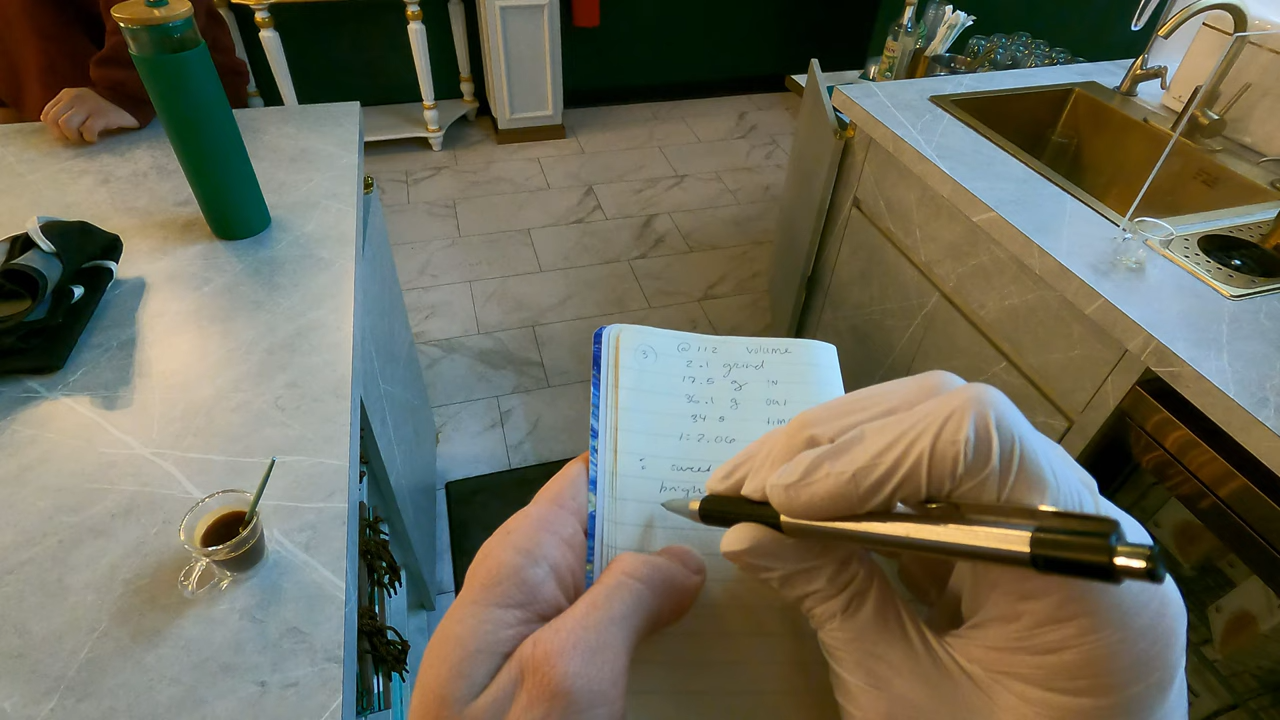 ③ @112 volume
2.1 grind
17.5 g in
36.1 g out
34 s
1:2.06
: sweet
brigh